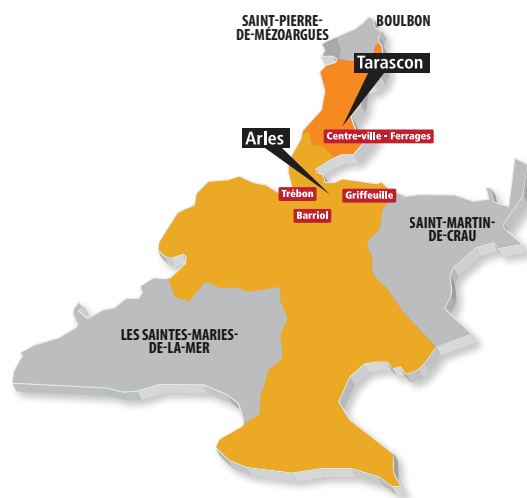 SAINT-PIERRE-
DE-MÉZOARGUES
BOULBON
Tarascon
Centre-ville - Ferrages
Arles
Trébon
Griffeuille
Barriol
SAINT-MARTIN-
DE-CRAU
LES SAINTES-MARIES-
DE-LA-MER